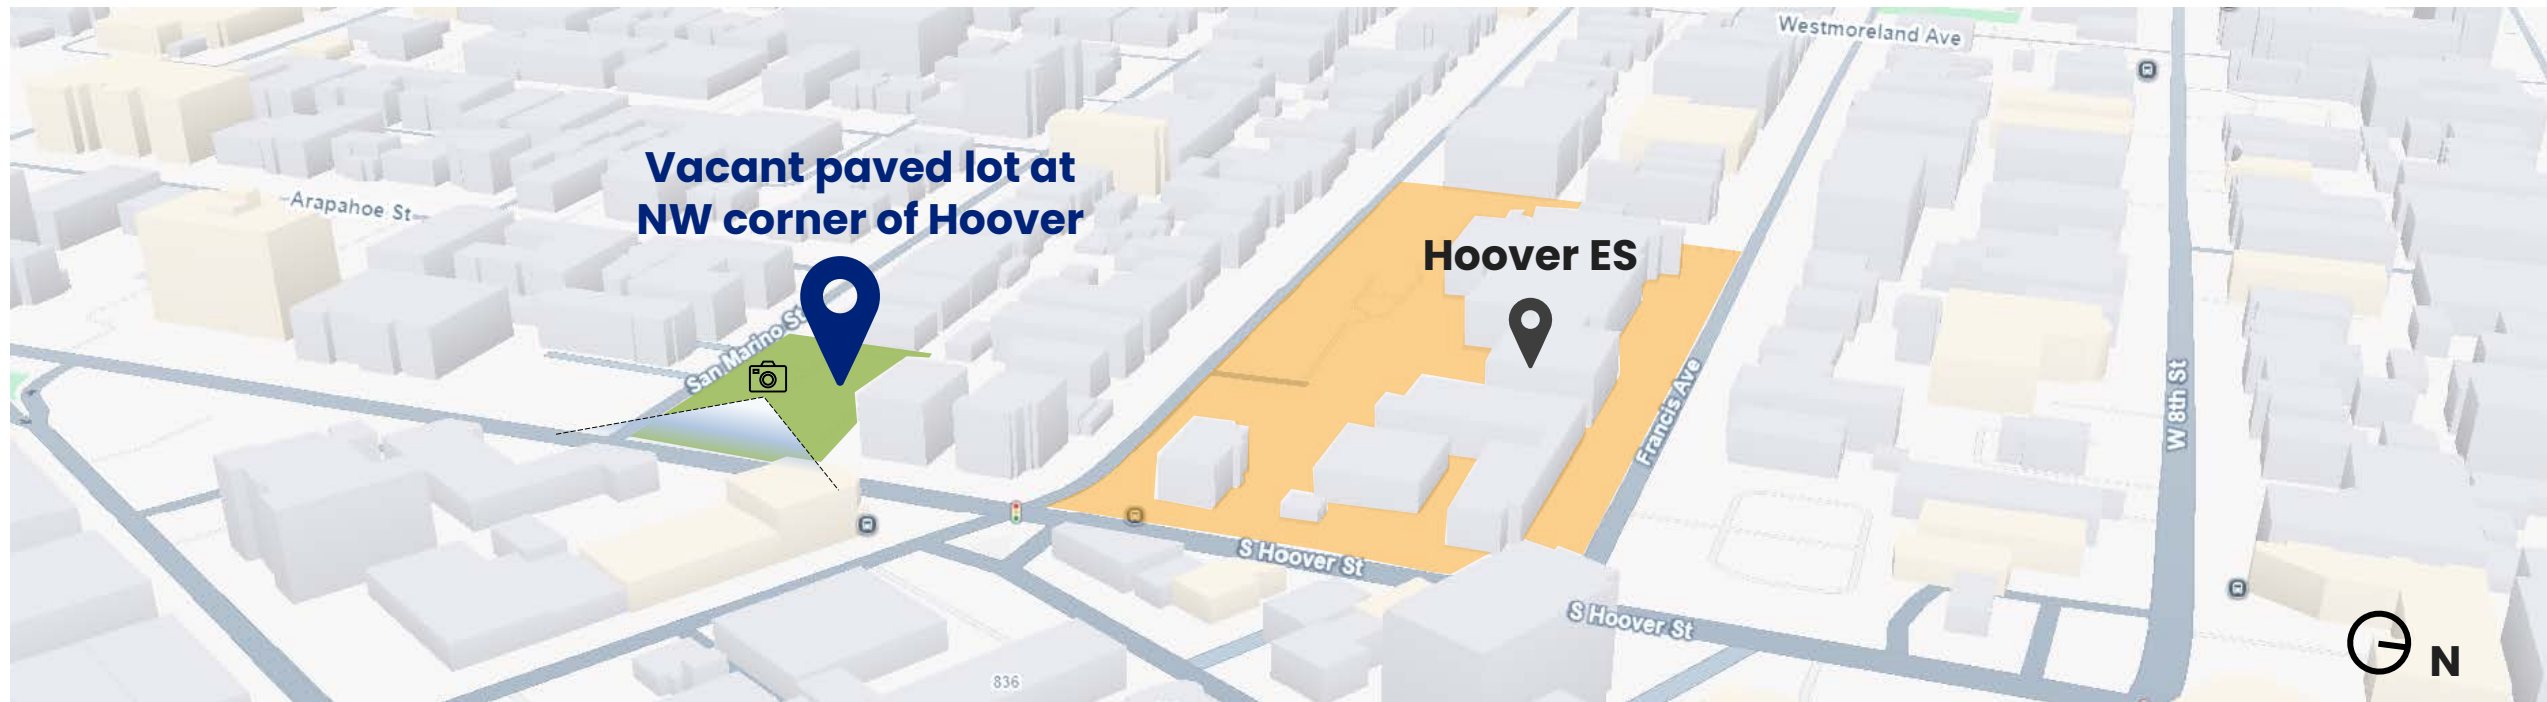 Westmoreland Ave
Vacant paved lot at
NW corner of Hoover
Arapahoe St
Hoover ES
San Marino St
Francis Ave
W 8th St
S Hoover St
S Hoover St
N
836